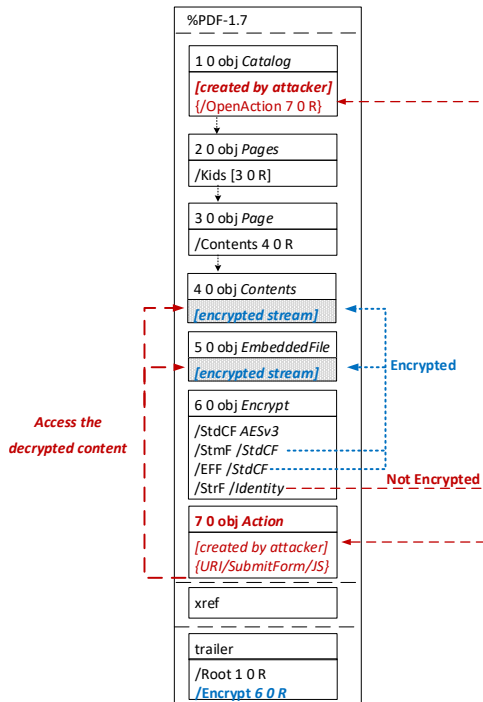 %PDF-1.7
1 0 obj Catalog
[created by attacker]
{/OpenAction 7 0 R}
2 0 obj Pages
/Kids [3 0 R]
3 0 obj Page
/Contents 4 0 R
4 0 obj Contents
[encrypted stream]
5 0 obj EmbeddedFile
[encrypted stream]
Encrypted
Access the
decrypted content
6 0 obj Encrypt
/StdCF AESv3
/StmF /StdCF
/EFF /StdCF
/StrF /Identity
Not Encrypted
7 0 obj Action
[created by attacker]
{URI/SubmitForm/JS}
xref
trailer
/Root 1 0 R
/Encrypt 6 0 R